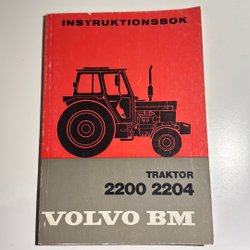 INSTRUKTIONSBOK
TRAKTOR
2200 2204
VOLVO BM